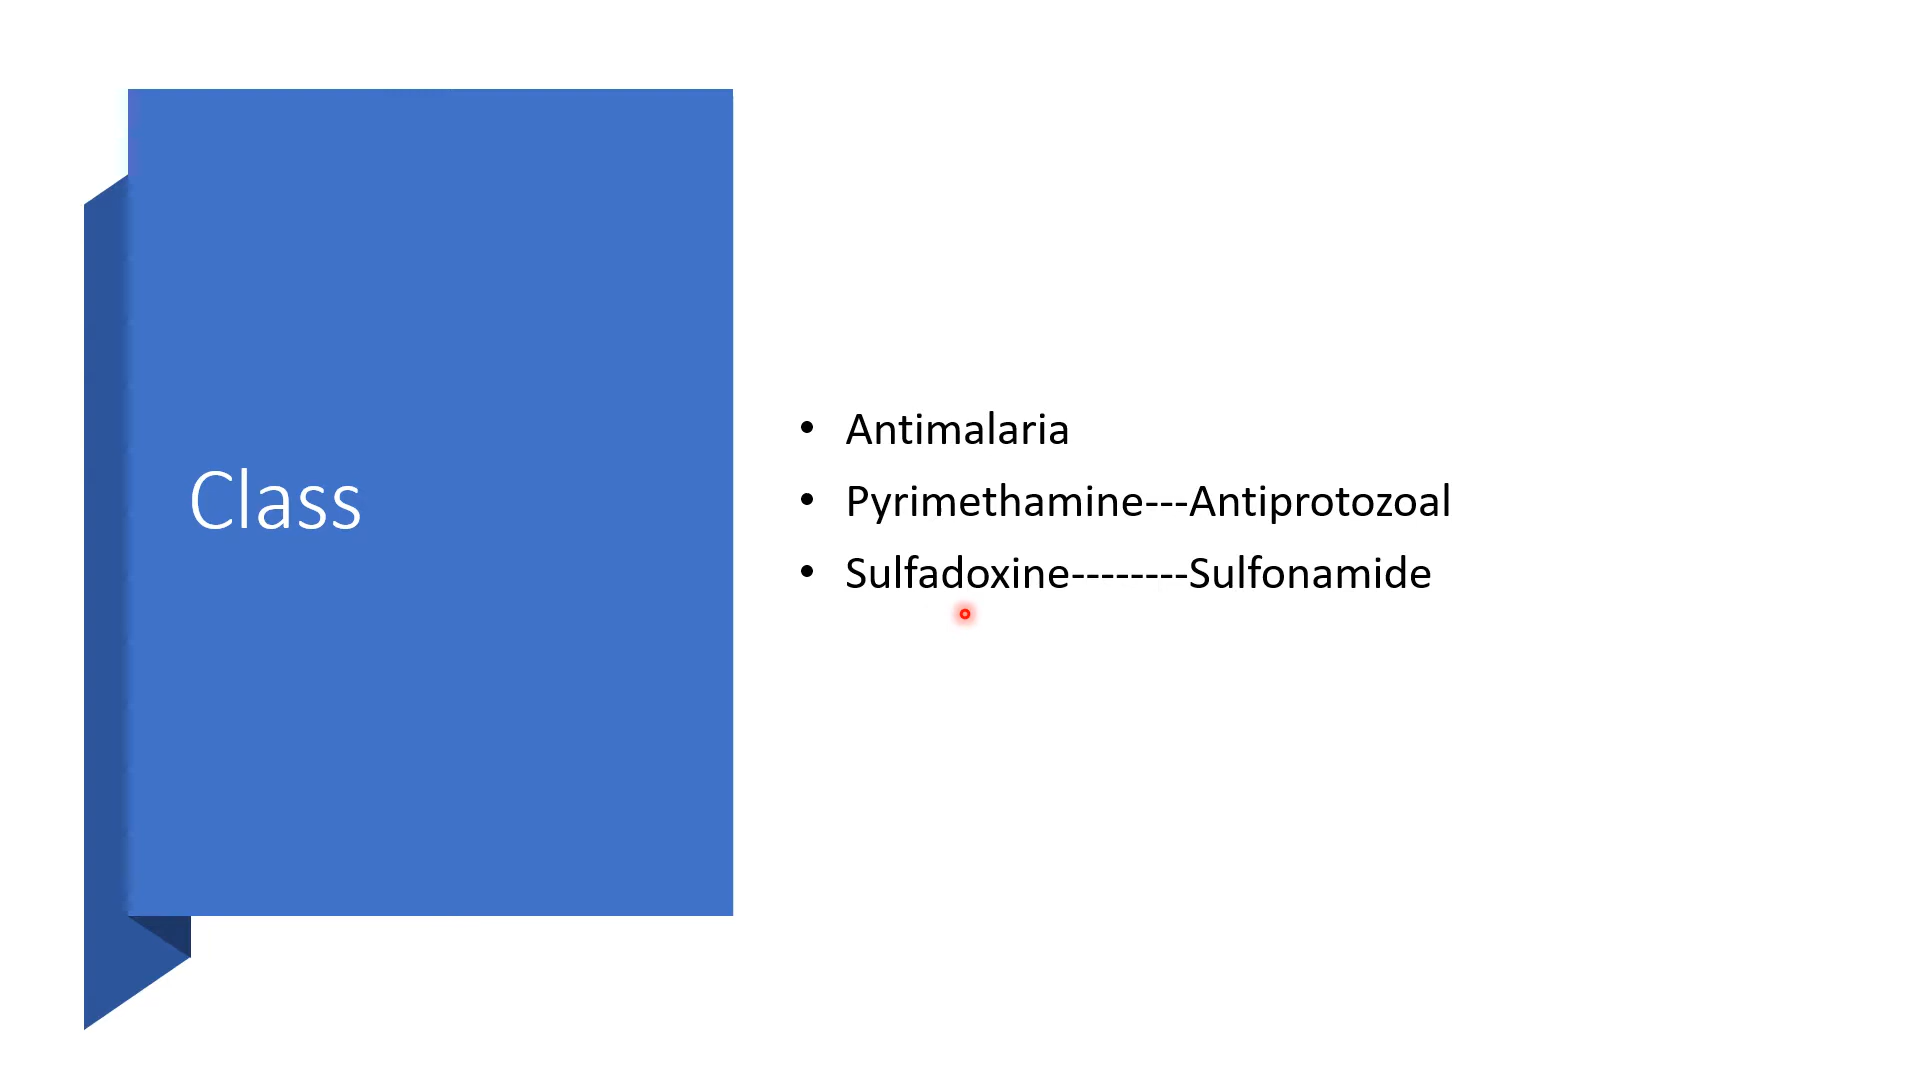 Class
• Antimalaria
• Pyrimethamine---Antiprotozoal
• Sulfadoxine--------Sulfonamide